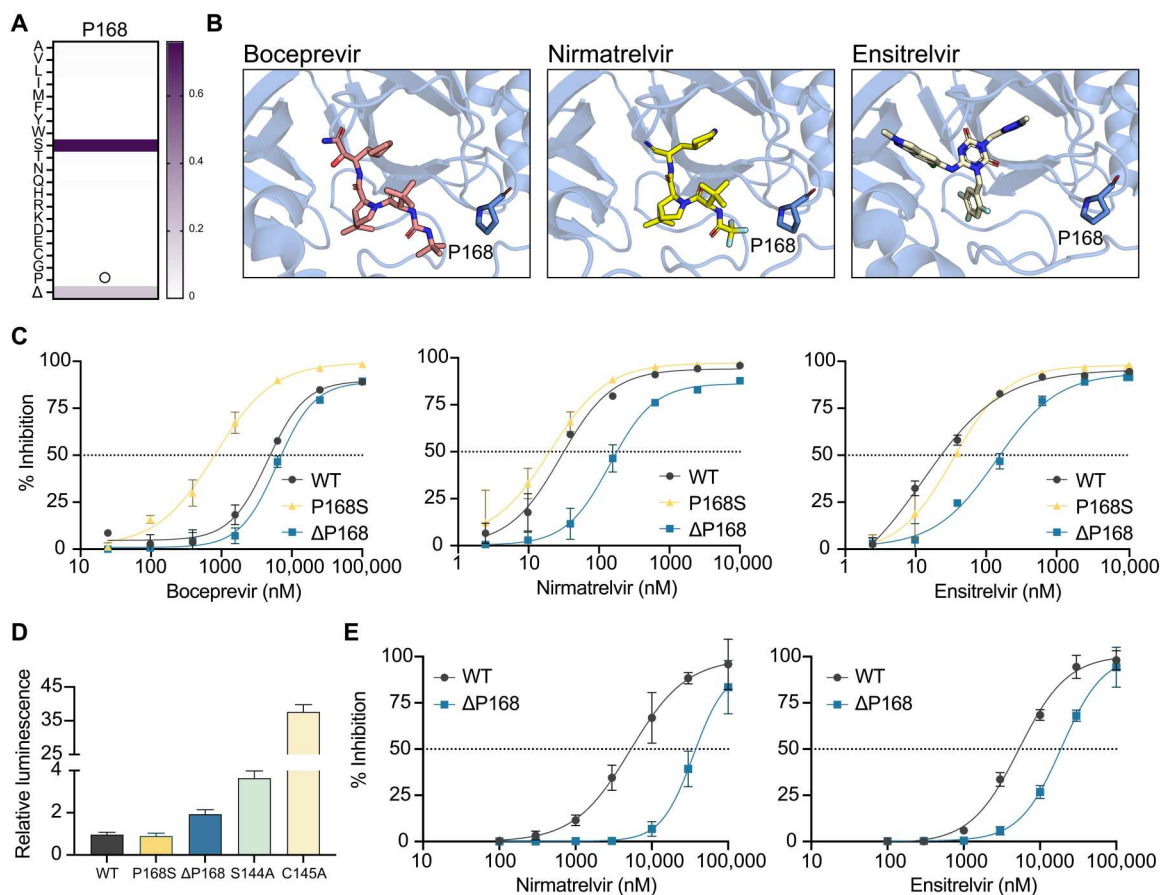 A
P168
A
V
L
I
M
F
Y
W
S
T
N
Q
H
R
K
D
E
C
G
P
Δ
0.6
0.4
0.2
0
B
Boceprevir
P168
Nirmatrelvir
P168
Ensitrelvir
P168
C
% Inhibition
100
75
50
25
0
WT
P168S
ΔP168
10
100
1000
10,000
100,000
Boceprevir (nM)
100
75
50
25
0
WT
P168S
ΔP168
1
10
100
1000
10,000
Nirmatrelvir (nM)
100
75
50
25
0
WT
P168S
ΔP168
1
10
100
1000
10,000
Ensitrelvir (nM)
D
Relative luminescence
45
35
25
4
2
0
WT
P168S
ΔP168
S144A
C145A
E
% Inhibition
100
75
50
25
0
WT
ΔP168
10
100
1000
10,000
100,000
Nirmatrelvir (nM)
100
75
50
25
0
WT
ΔP168
10
100
1000
10,000
100,000
Ensitrelvir (nM)